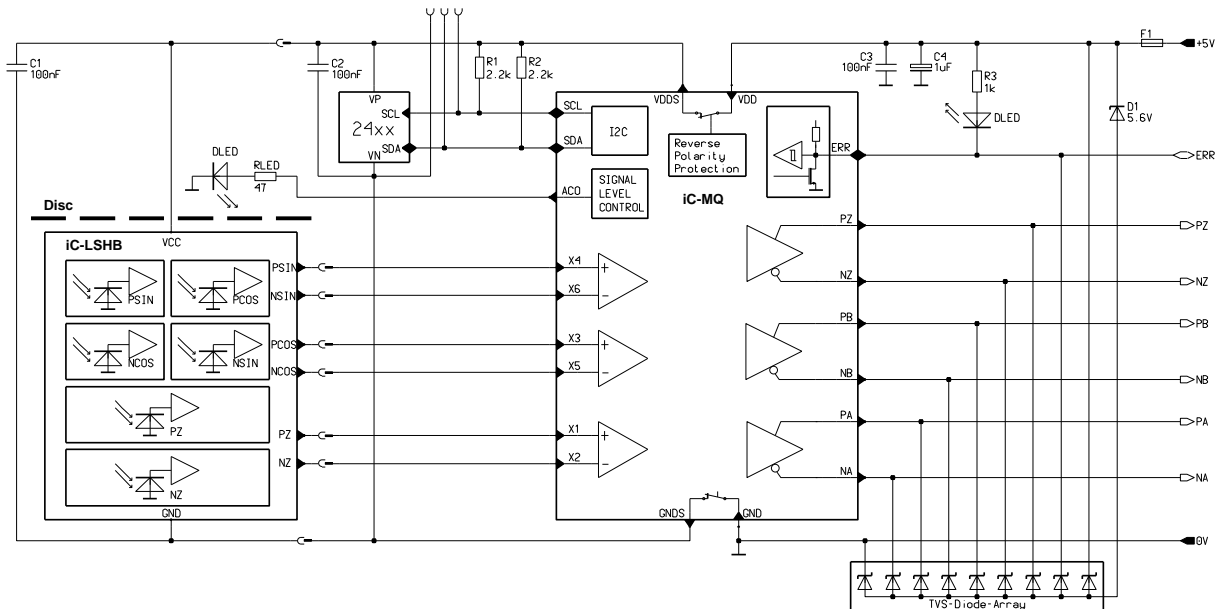 F1
+5V
C1
100nF
C2
100nF
R1
2.2k
R2
2.2k
C3
100nF
C4
1uF
R3
1k
D1
5.6V
VP
SCL
24xx
SDA
VN
SCL
SDA
I2C
VDDS
VDD
Reverse
Polarity
Protection
DLED
ERR
ERR
DLED
RLED
47
ACO
SIGNAL
LEVEL
CONTROL
iC-MQ
Disc
iC-LSHB
VCC
PZ
PZ
PSIN
X4
+
PSIN
PCOS
NSIN
X6
-
NZ
NZ
PB
PB
PCOS
X3
+
NCOS
NSIN
NCOS
X5
-
NB
NB
PA
PA
PZ
PZ
X1
+
NZ
X2
-
NA
NA
NZ
GND
GNDS
GND
0V
TVS-Diode-Array